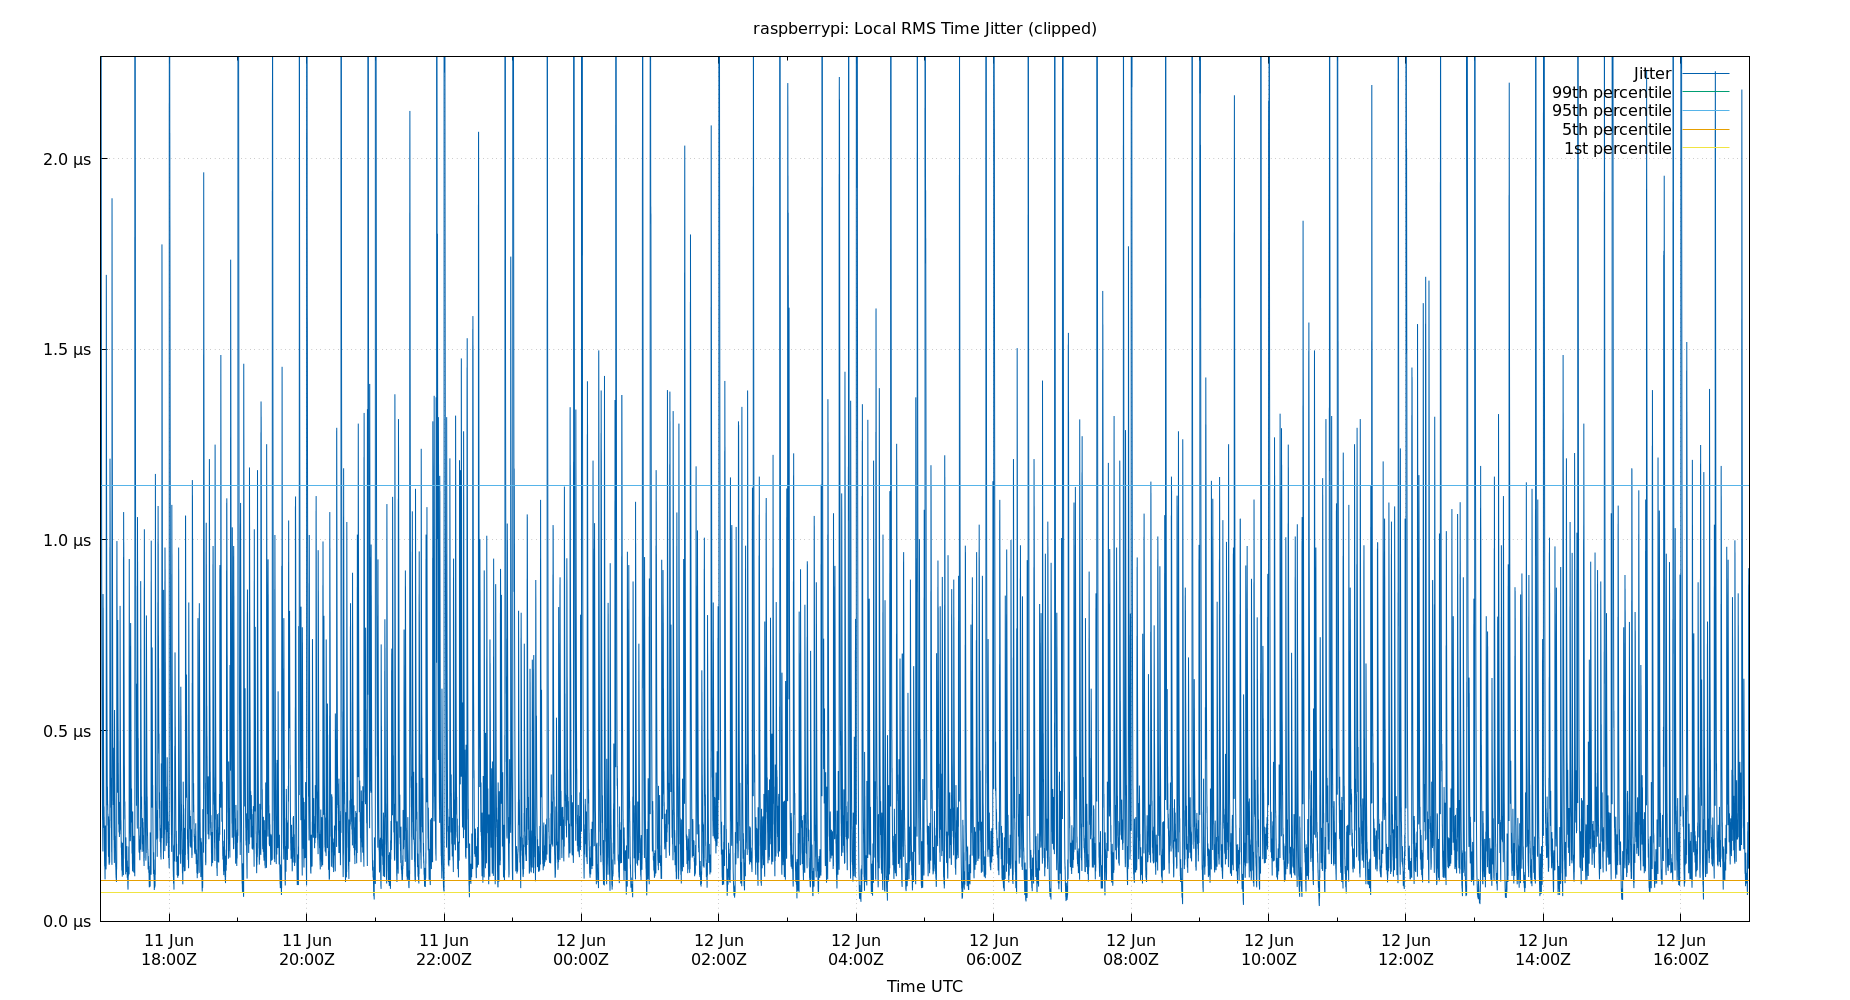 raspberrypi: Local RMS Time Jitter (clipped)
Jitter
99th percentile
95th percentile
5th percentile
1st percentile
2.0 µs
1.5 µs
1.0 µs
0.5 µs
0.0 µs
11 Jun 11 Jun 11 Jun 12 Jun 12 Jun 12 Jun 12 Jun 12 Jun 12 Jun 12 Jun 12 Jun 12 Jun
18:00Z 20:00Z 22:00Z 00:00Z 02:00Z 04:00Z 06:00Z 08:00Z 10:00Z 12:00Z 14:00Z 16:00Z
Time UTC